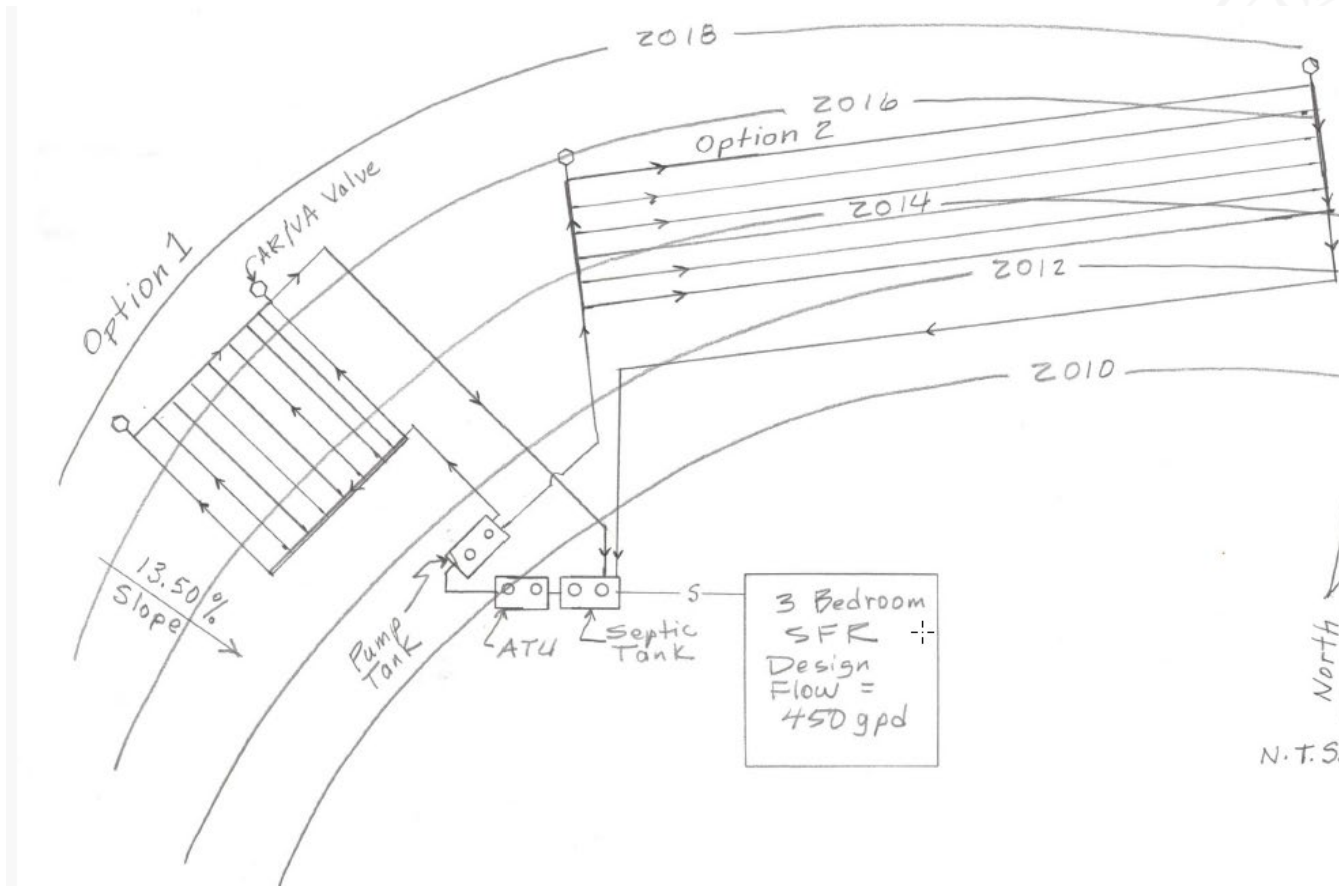 2018
2016
Option 2
2014
2012
2010
Option 1
ARV/VA Valve
13.50%
Slope
Pump
Tank
ATU
Septic
Tank
S
3 Bedroom
SFR
Design
Flow =
450 gpd
North
N.T.S.